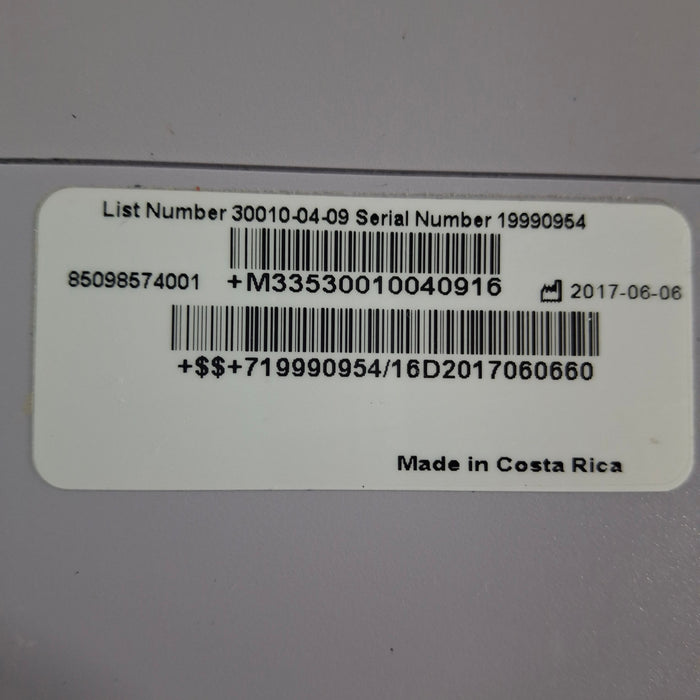 List Number 30010-04-09 Serial Number 19990954
85098574001 +M33530010040916 2017-06-06
+$$+719990954/16D2017060660
Made in Costa Rica